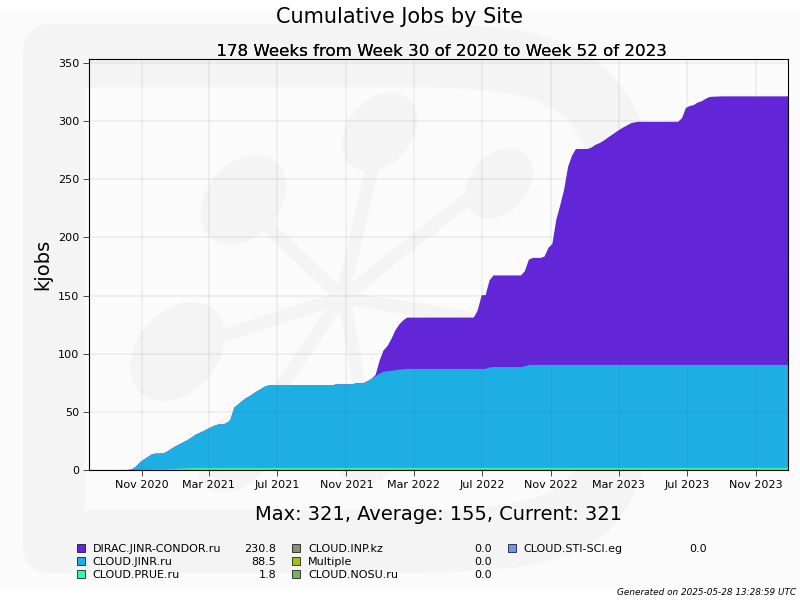 Cumulative Jobs by Site
178 Weeks from Week 30 of 2020 to Week 52 of 2023
350
300
250
200
150
100
50
0
kjobs
Nov 2020 Mar 2021 Jul 2021 Nov 2021 Mar 2022 Jul 2022 Nov 2022 Mar 2023 Jul 2023 Nov 2023
Max: 321, Average: 155, Current: 321
DIRAC.JINR-CONDOR.ru 230.8 CLOUD.INP.kz 0.0 CLOUD.STI-SCI.eg 0.0
CLOUD.JINR.ru 88.5 Multiple 0.0
CLOUD.PRUE.ru 1.8 CLOUD.NOSU.ru 0.0
Generated on 2025-05-28 13:28:59 UTC